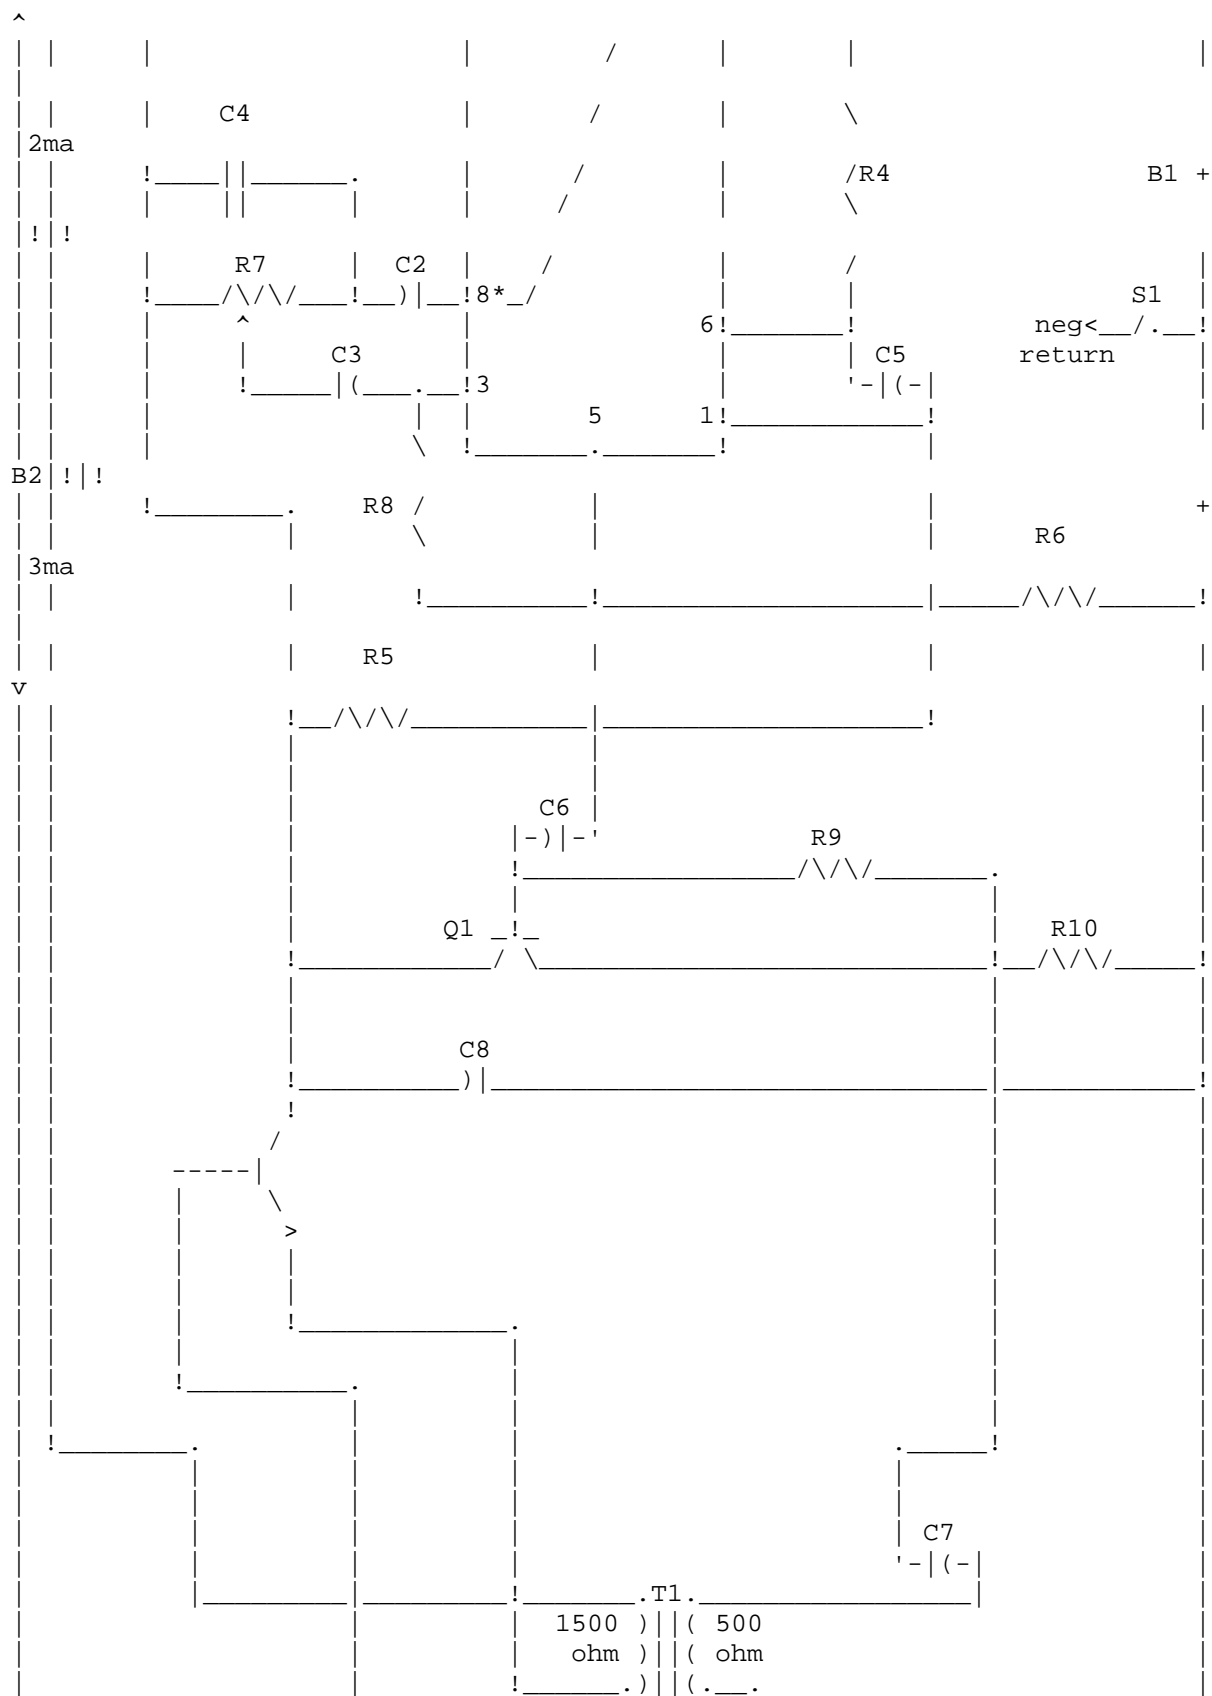 C4
2ma
R4 B1 +
R7 C2
8* S1
6 neg<
C3 C5 return
3
5 1
B2
R8 +
R6
3ma
R5
C6
R9
Q1 R10
C8
C7
T1
1500 500
ohm ohm